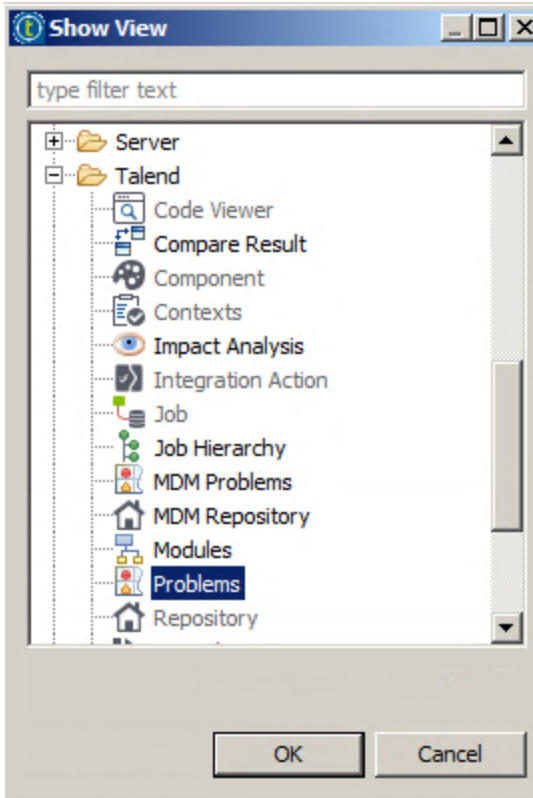 Show View
type filter text
Server
Talend
Code Viewer
Compare Result
Component
Contexts
Impact Analysis
Integration Action
Job
Job Hierarchy
MDM Problems
MDM Repository
Modules
Problems
Repository
OK Cancel